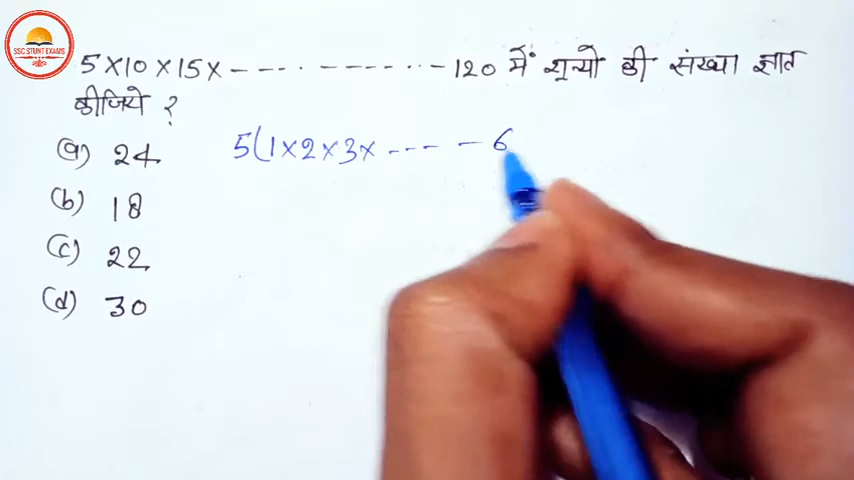 SSC STUNT EXAMS
5×10×15×-----------120 में शून्यो की संख्या ज्ञात
कीजिये ?
(a) 24
5(1×2×3×----- 6
(b) 18
(c) 22
(d) 30